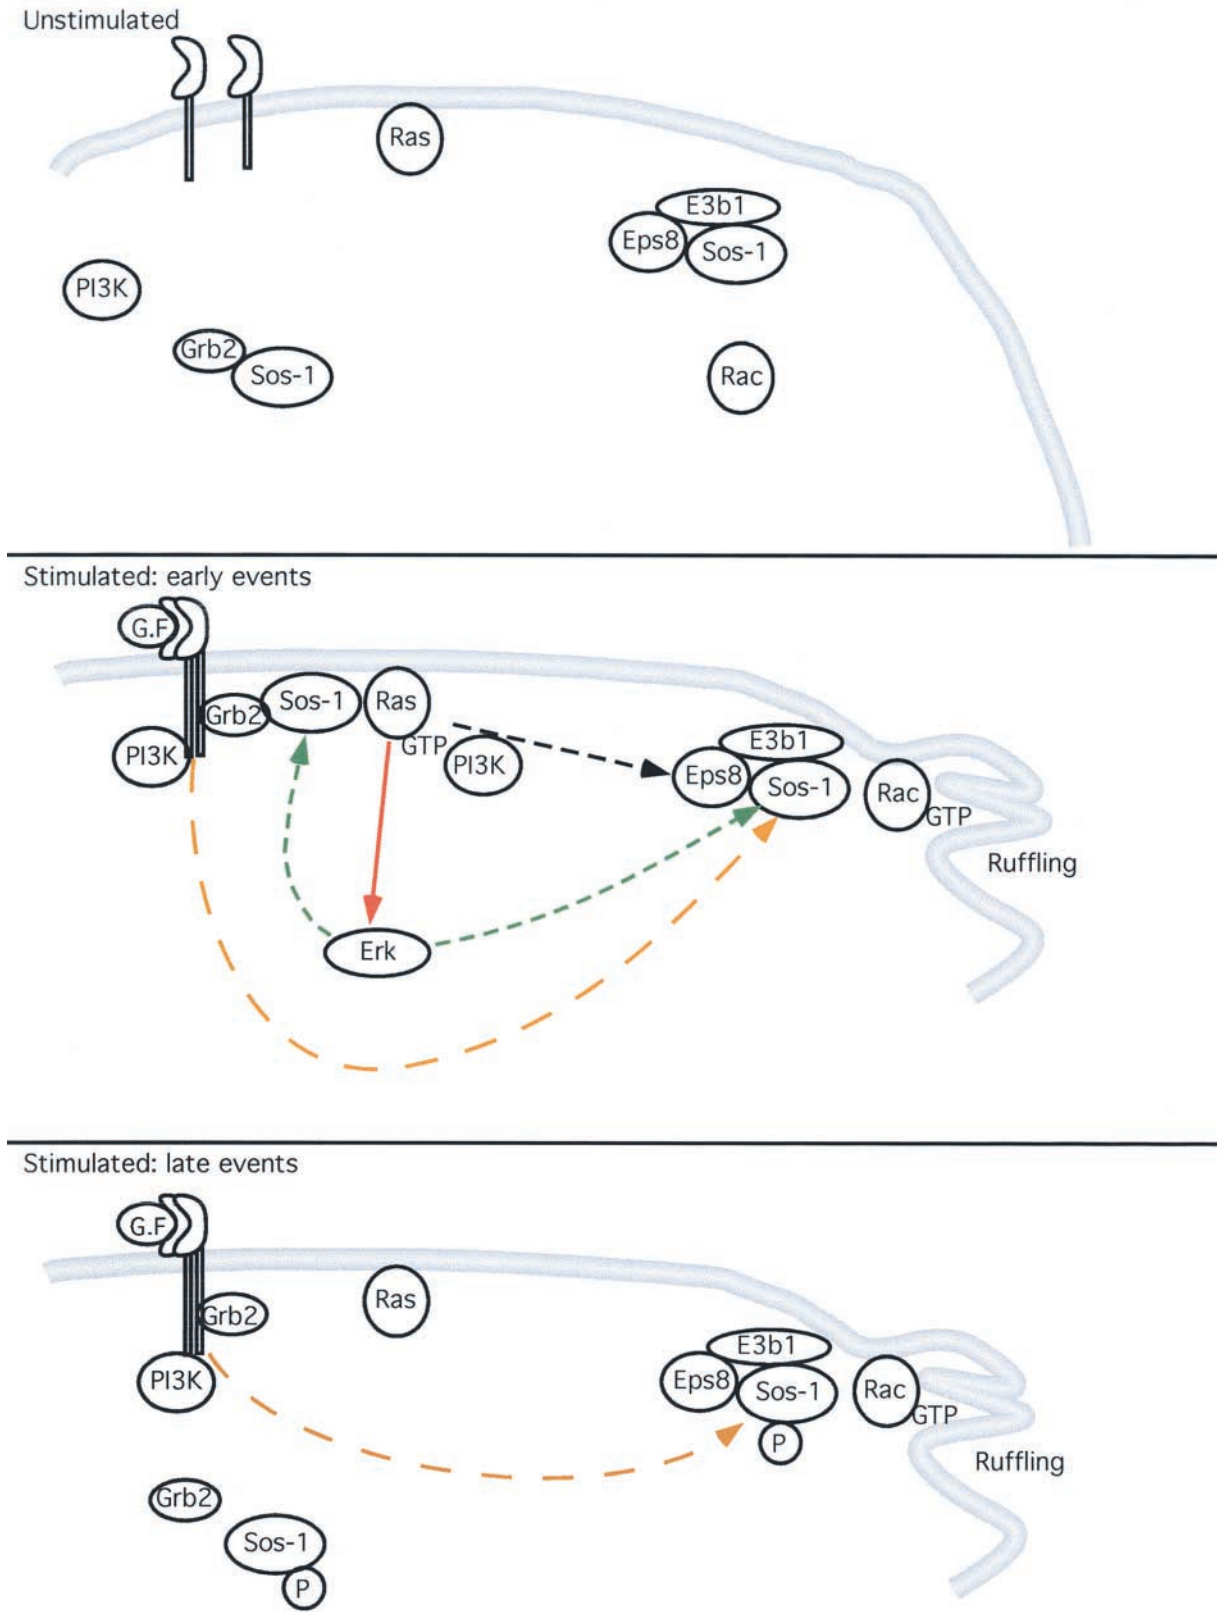 Unstimulated
Ras
E3b1
Eps8
Sos-1
PI3K
Grb2
Sos-1
Rac
Stimulated: early events
G.F
Sos-1
Ras
Grb2
GTP
PI3K
PI3K
E3b1
Eps8
Sos-1
Rac
GTP
Ruffling
Erk
Stimulated: late events
G.F
Grb2
Ras
PI3K
E3b1
Eps8
Sos-1
Rac
GTP
P
Ruffling
Grb2
Sos-1
P